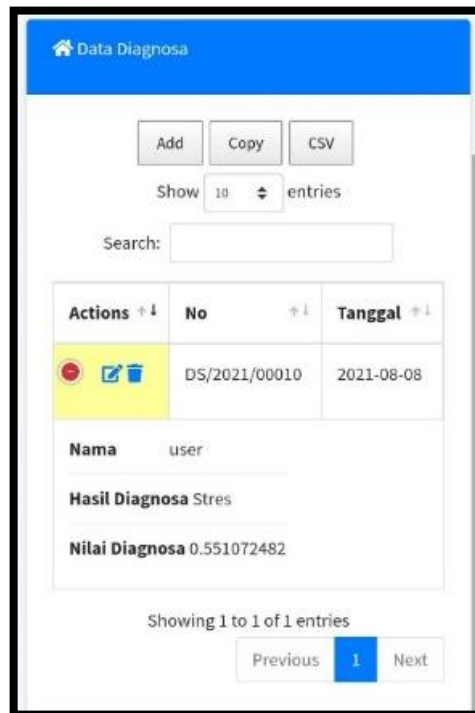 Data Diagnosa
Add Copy CSV
Show 10 entries
Search:
Actions No Tanggal
DS/2021/00010 2021-08-08
Nama user
Hasil Diagnosa Stres
Nilai Diagnosa 0.551072482
Showing 1 to 1 of 1 entries
Previous 1 Next